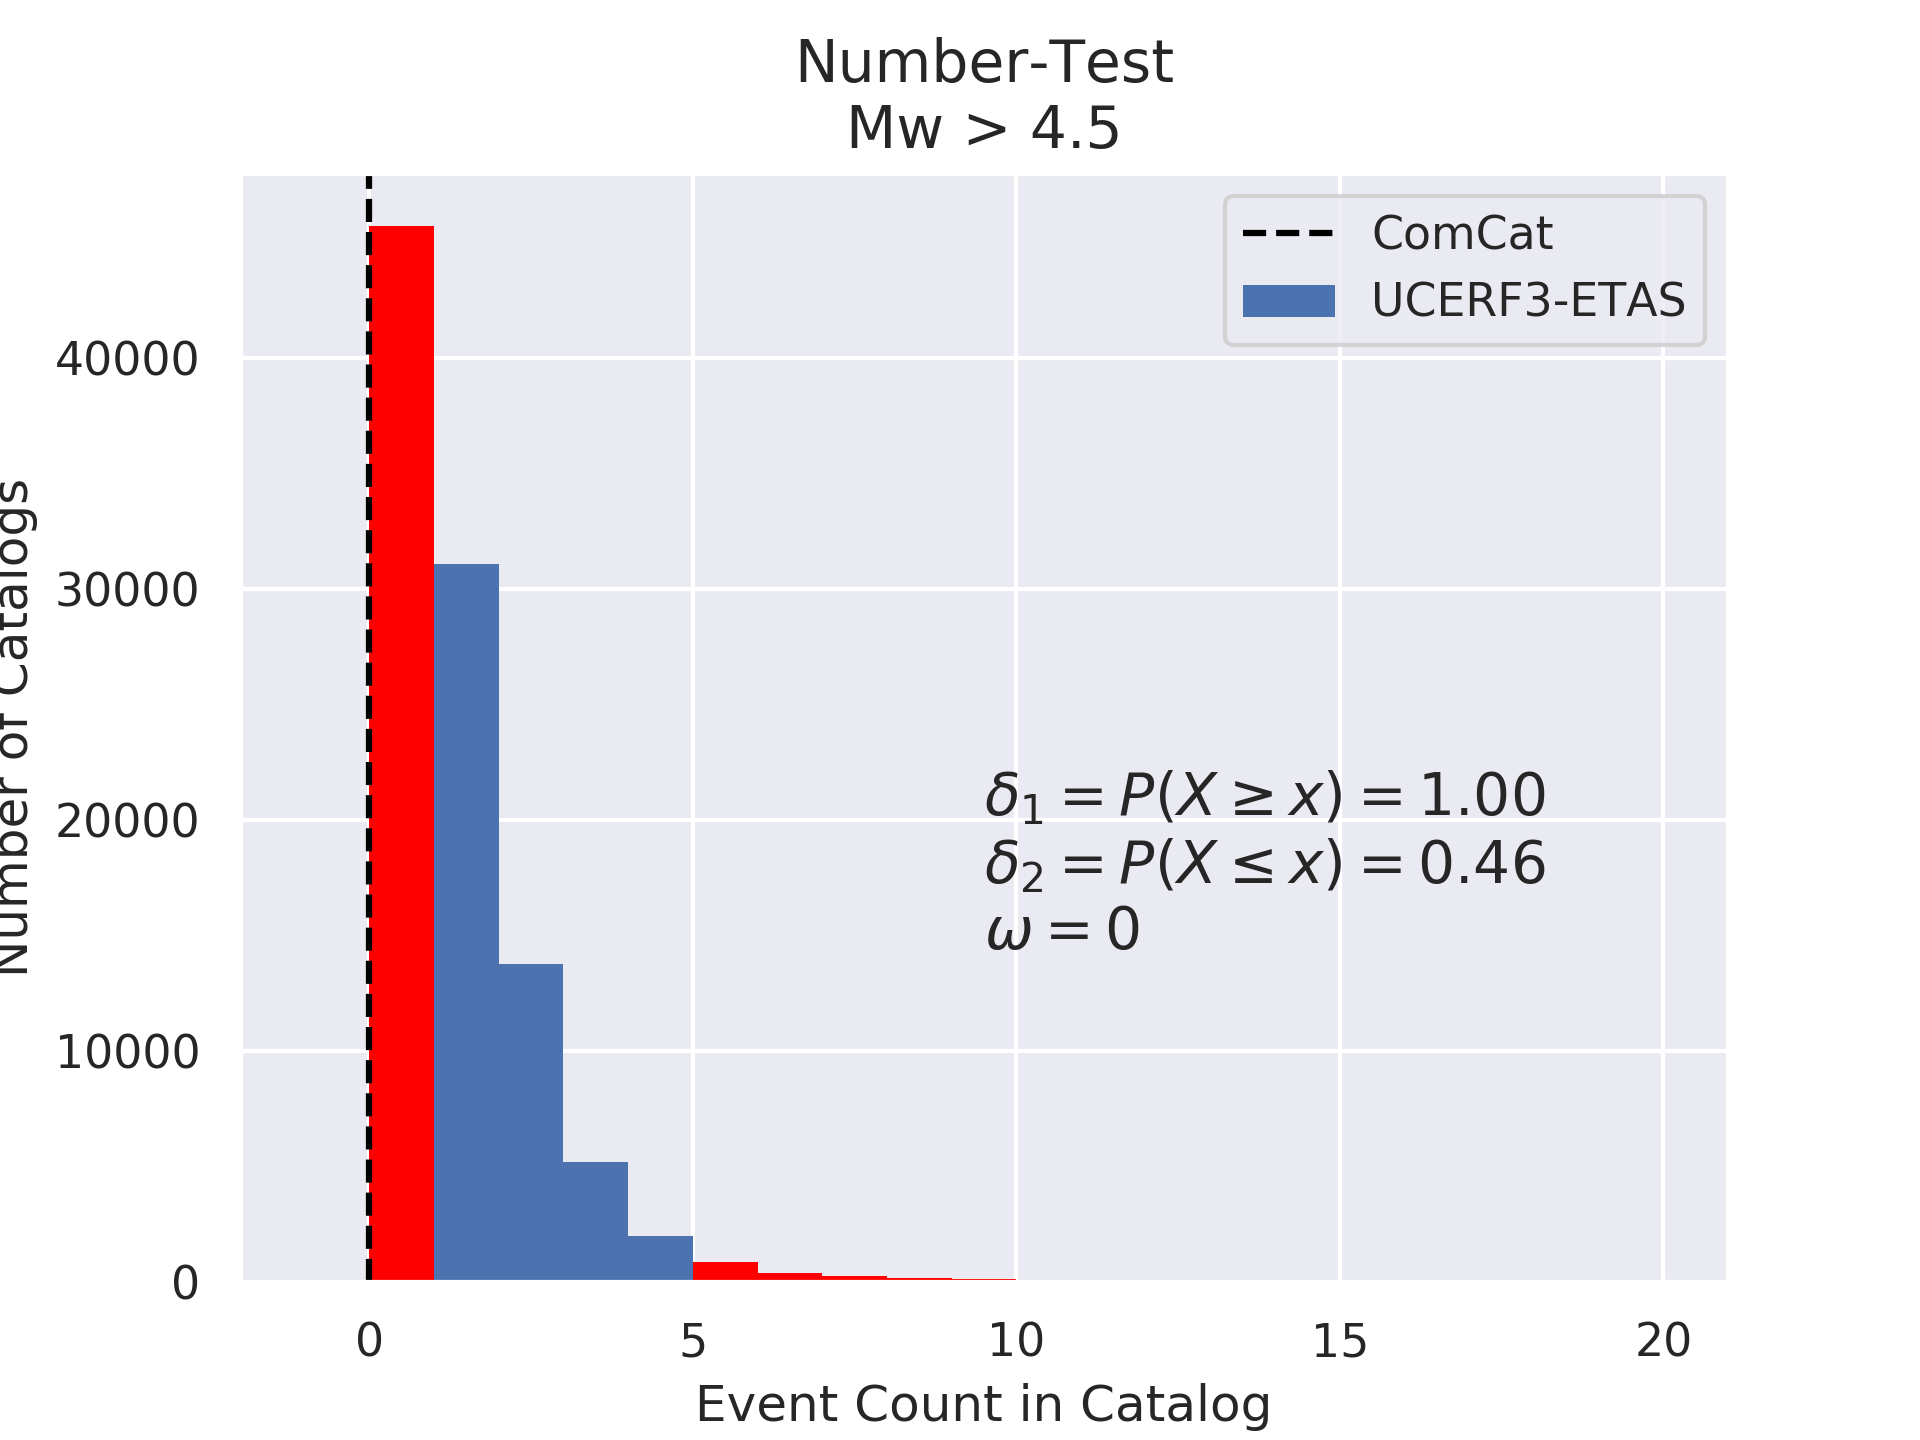 Number-Test
Mw > 4.5
ComCat
UCERF3-ETAS
40000
30000
20000
10000
0
Number of Catalogs
δ₁ = P(X ≥ x) = 1.00
δ₂ = P(X ≤ x) = 0.46
ω = 0
0 5 10 15 20
Event Count in Catalog